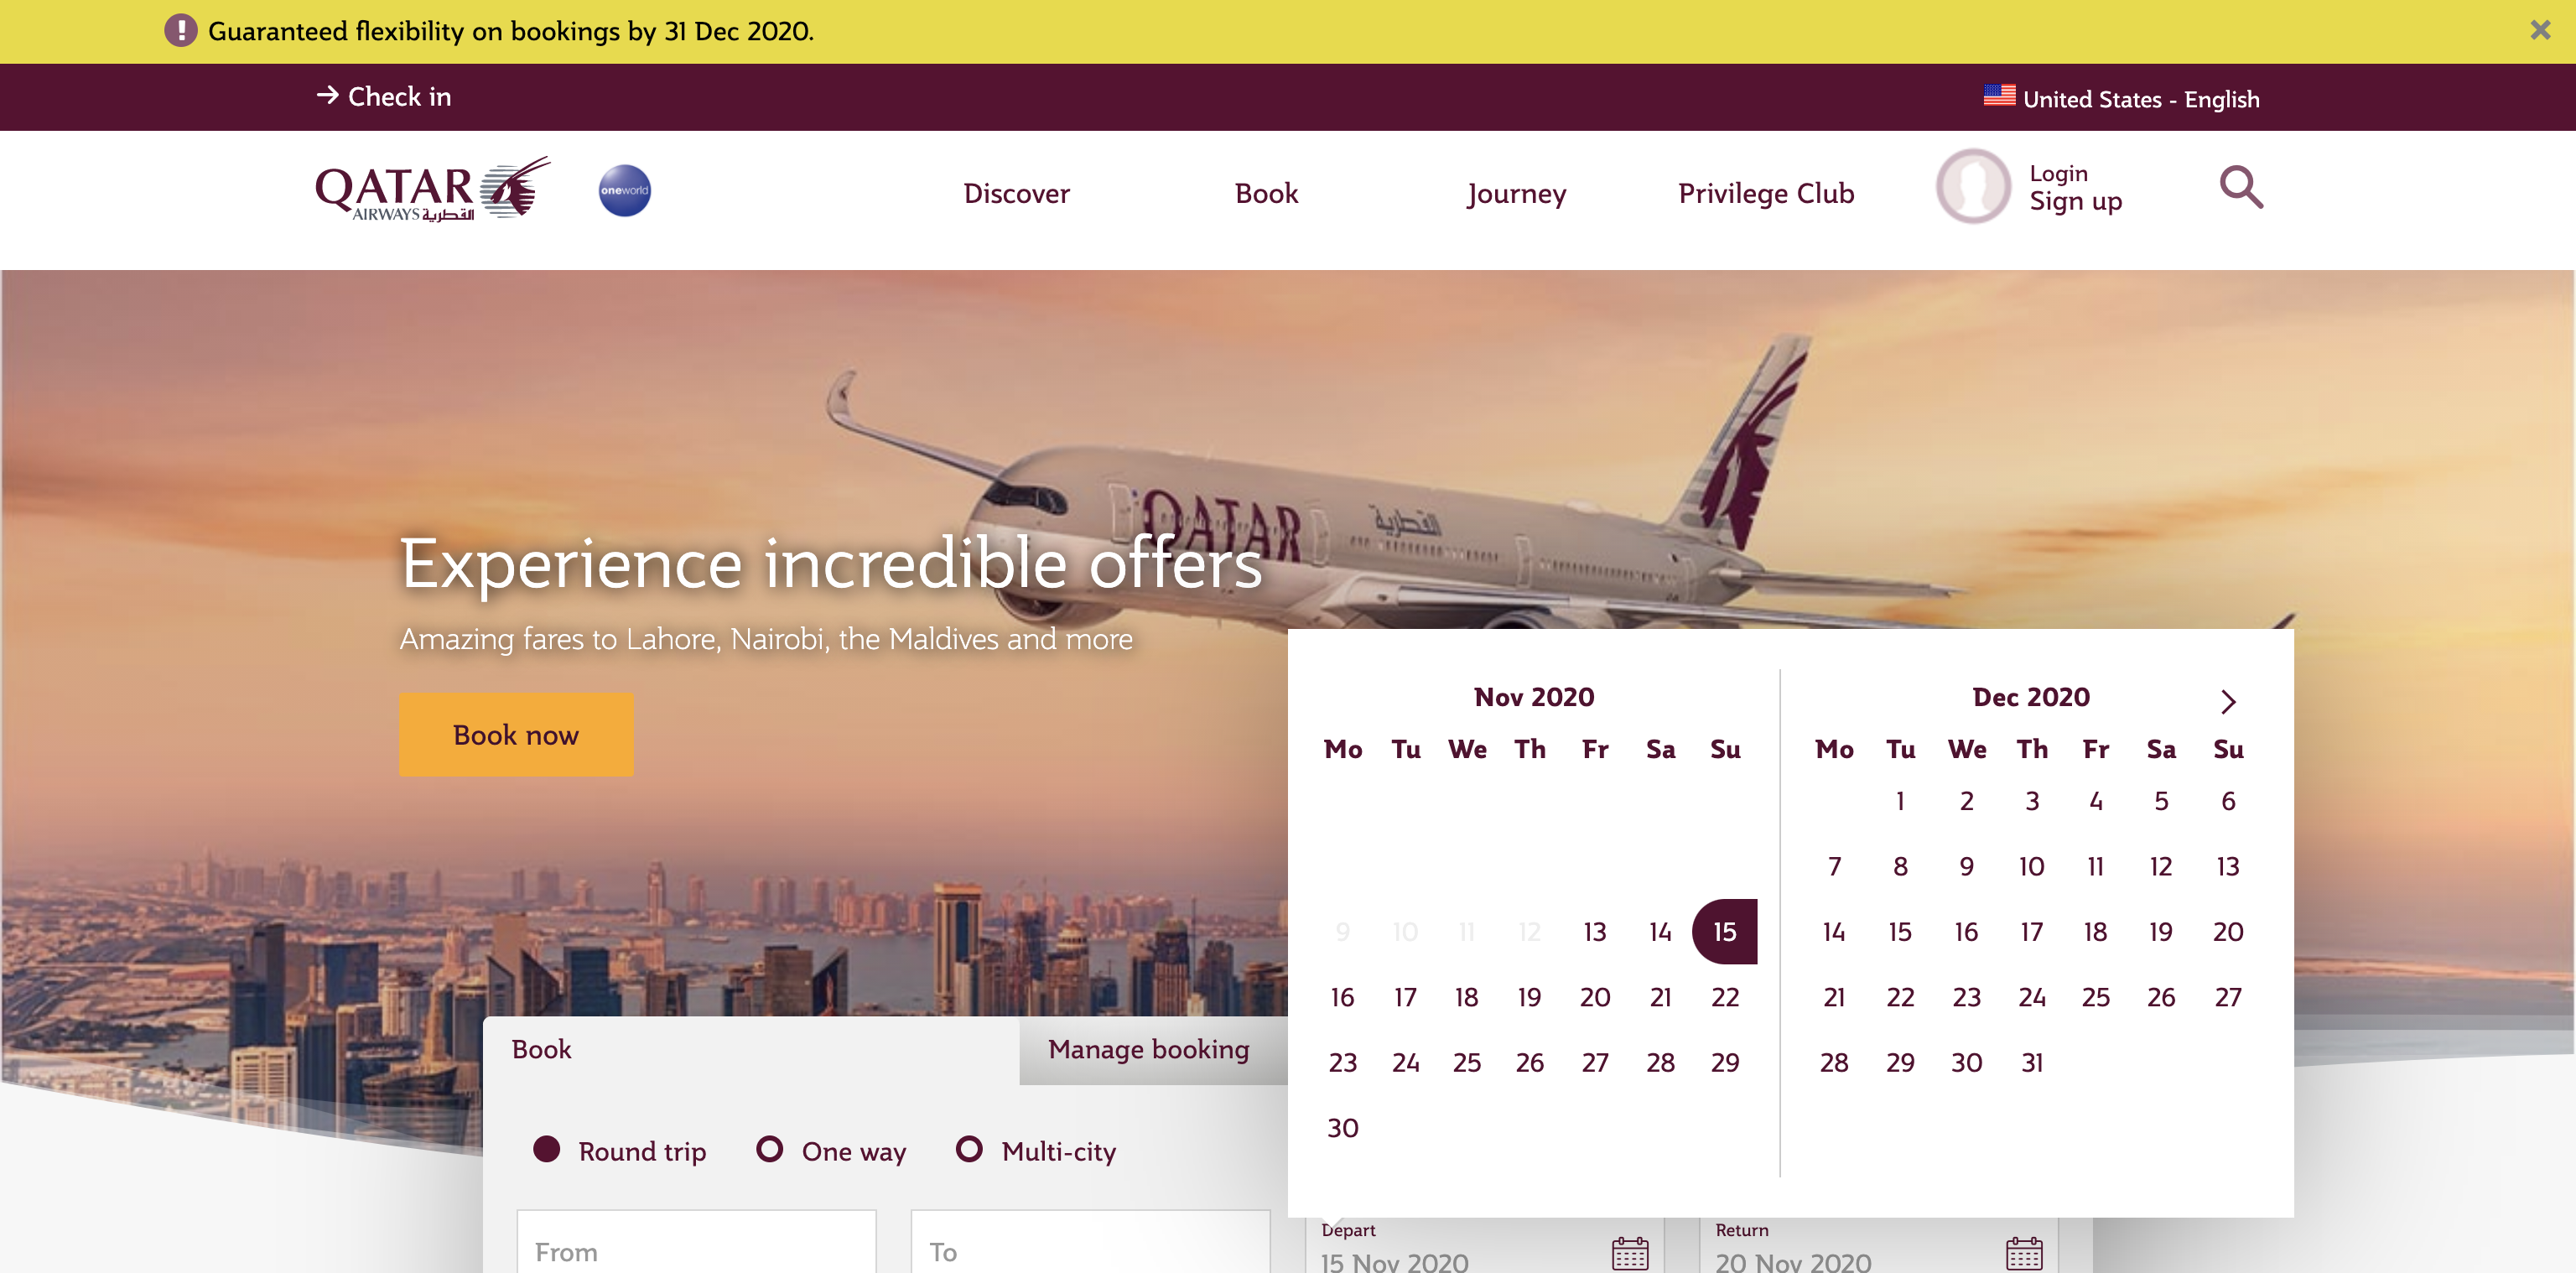 Guaranteed flexibility on bookings by 31 Dec 2020.
Check in
United States - English
QATAR
AIRWAYS القطرية
oneworld
Discover
Book
Journey
Privilege Club
Login
Sign up
QATAR القطرية
Experience incredible offers
Amazing fares to Lahore, Nairobi, the Maldives and more
Book now
Nov 2020
Mo Tu We Th Fr Sa Su
9 10 11 12 13 14 15
16 17 18 19 20 21 22
23 24 25 26 27 28 29
30
Dec 2020
Mo Tu We Th Fr Sa Su
1 2 3 4 5 6
7 8 9 10 11 12 13
14 15 16 17 18 19 20
21 22 23 24 25 26 27
28 29 30 31
Book
Manage booking
Round trip
One way
Multi-city
From
To
Depart
15 Nov 2020
Return
20 Nov 2020